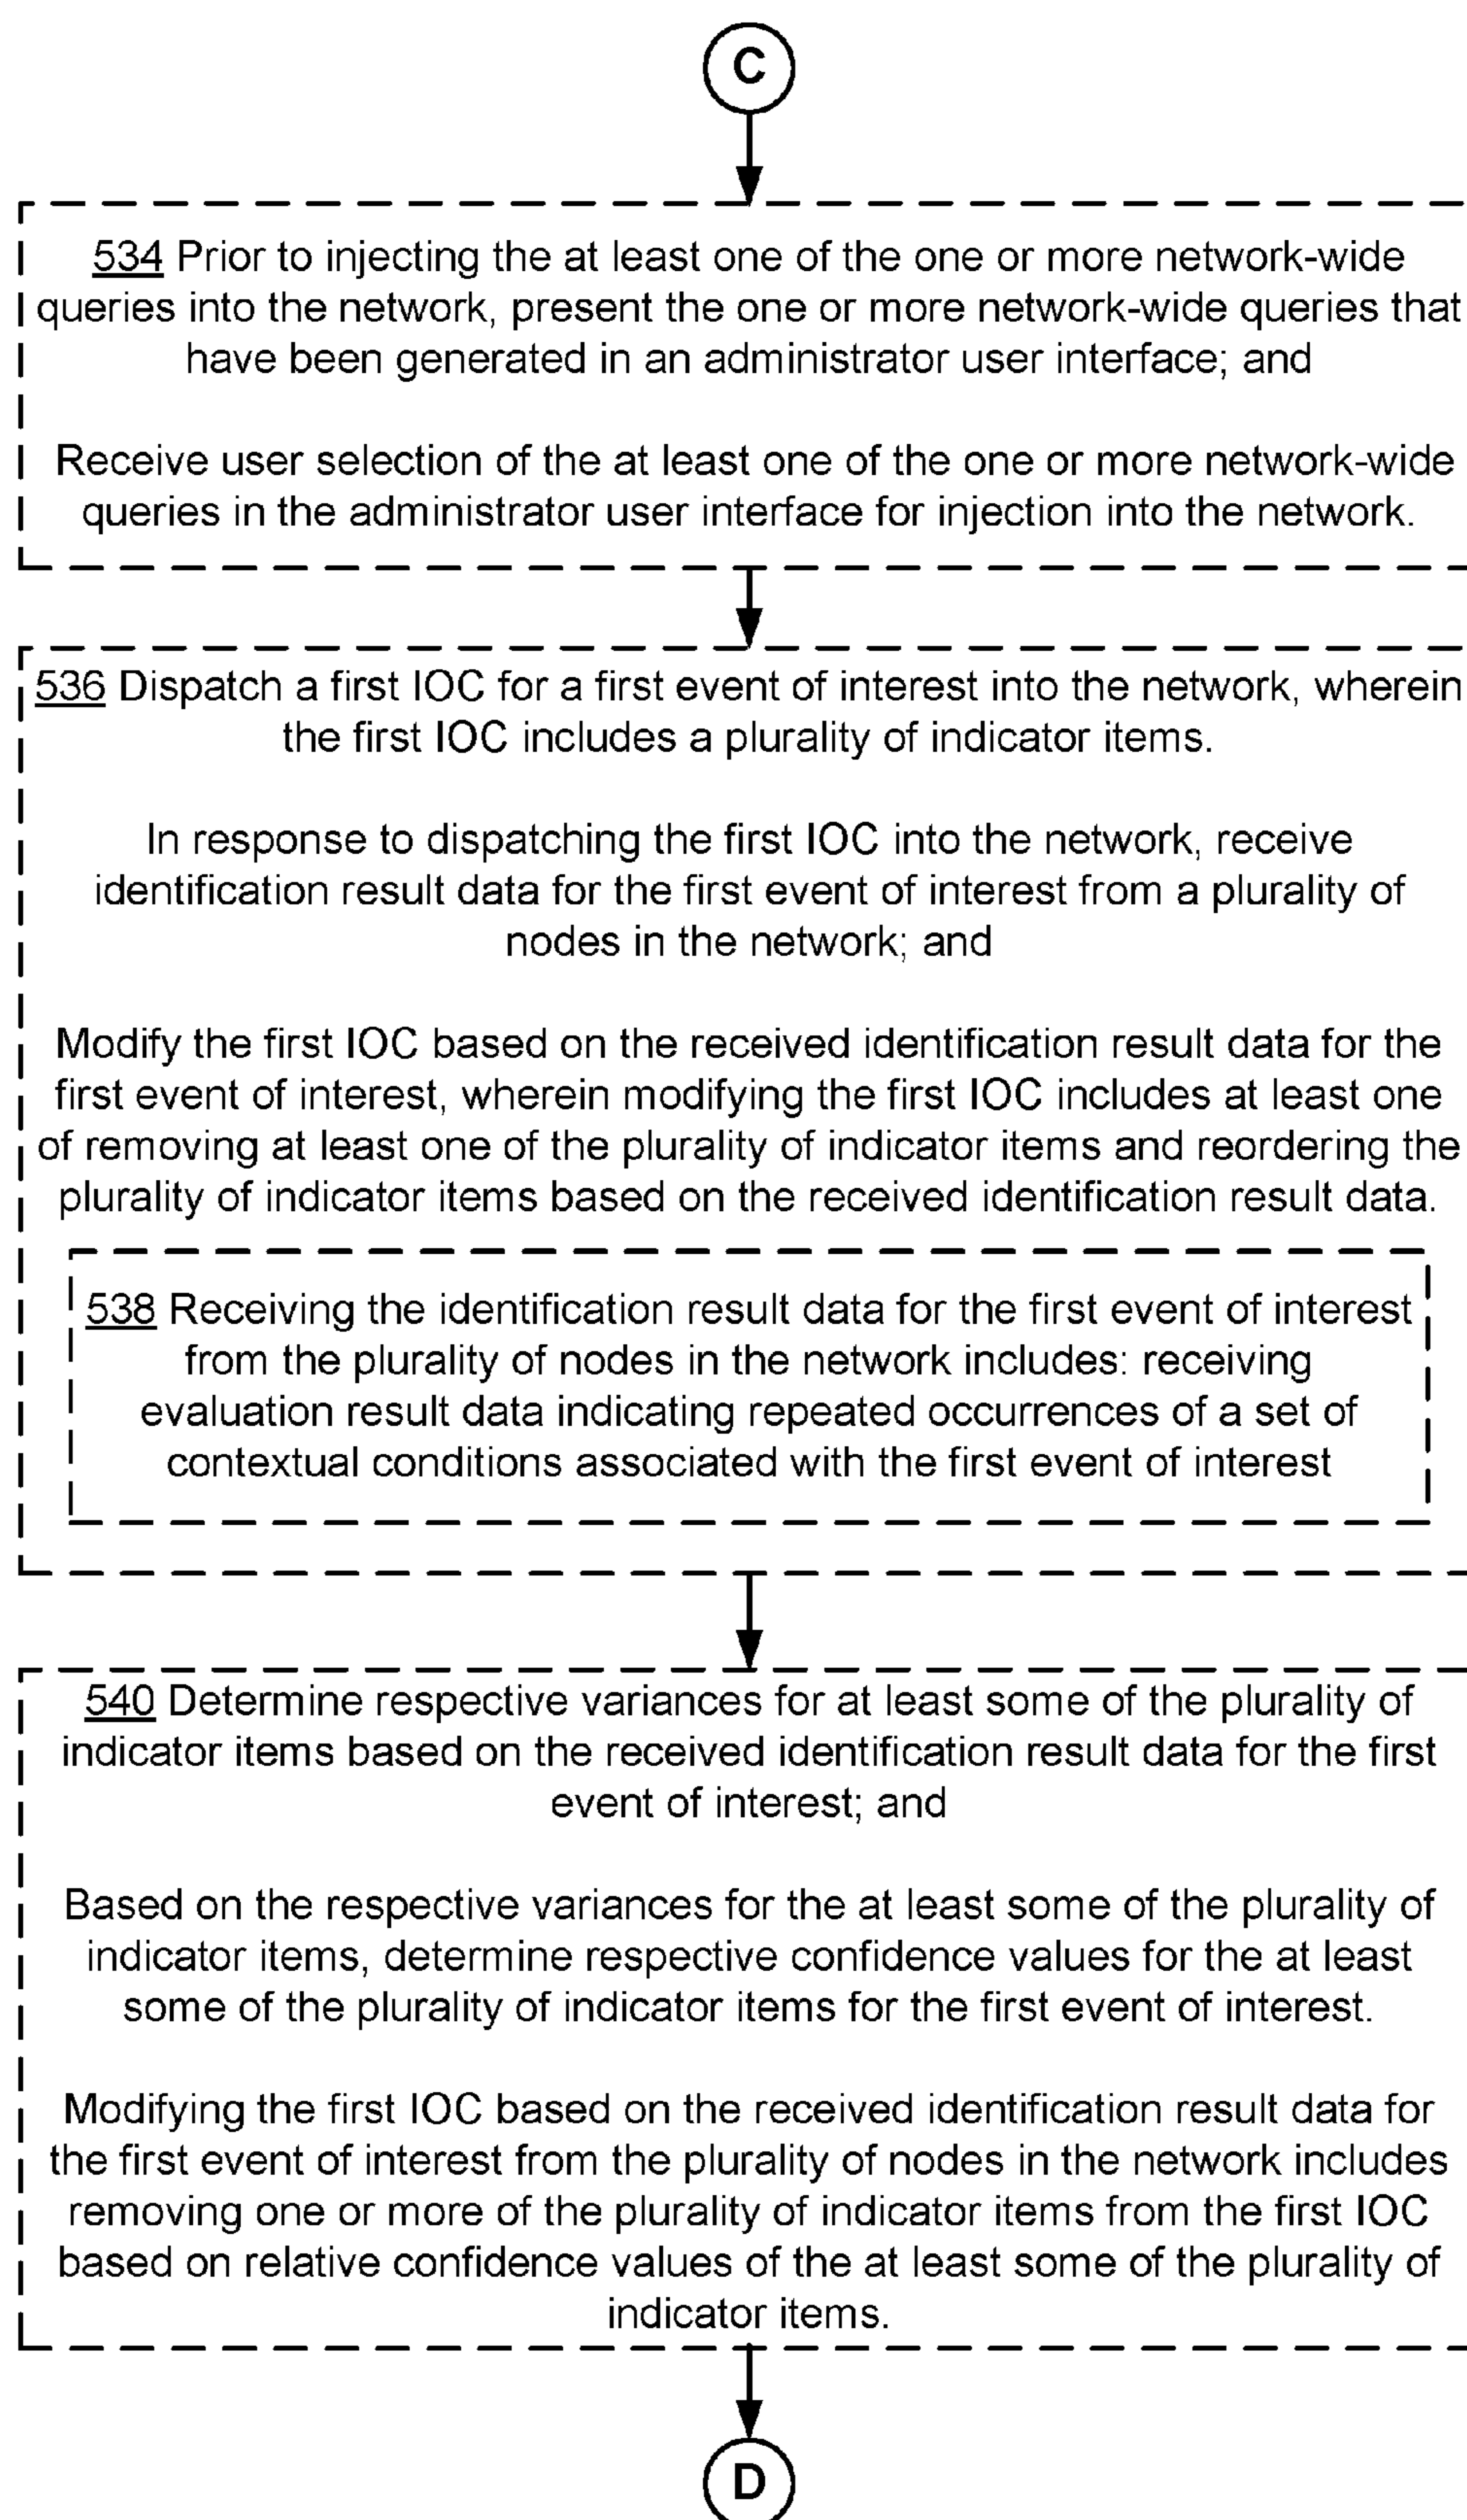 C
534 Prior to injecting the at least one of the one or more network-wide
queries into the network, present the one or more network-wide queries that
have been generated in an administrator user interface; and
Receive user selection of the at least one of the one or more network-wide
queries in the administrator user interface for injection into the network.
536 Dispatch a first IOC for a first event of interest into the network, wherein
the first IOC includes a plurality of indicator items.
In response to dispatching the first IOC into the network, receive
identification result data for the first event of interest from a plurality of
nodes in the network; and
Modify the first IOC based on the received identification result data for the
first event of interest, wherein modifying the first IOC includes at least one
of removing at least one of the plurality of indicator items and reordering the
plurality of indicator items based on the received identification result data.
538 Receiving the identification result data for the first event of interest
from the plurality of nodes in the network includes: receiving
evaluation result data indicating repeated occurrences of a set of
contextual conditions associated with the first event of interest
540 Determine respective variances for at least some of the plurality of
indicator items based on the received identification result data for the first
event of interest; and
Based on the respective variances for the at least some of the plurality of
indicator items, determine respective confidence values for the at least
some of the plurality of indicator items for the first event of interest.
Modifying the first IOC based on the received identification result data for
the first event of interest from the plurality of nodes in the network includes
removing one or more of the plurality of indicator items from the first IOC
based on relative confidence values of the at least some of the plurality of
indicator items.
D